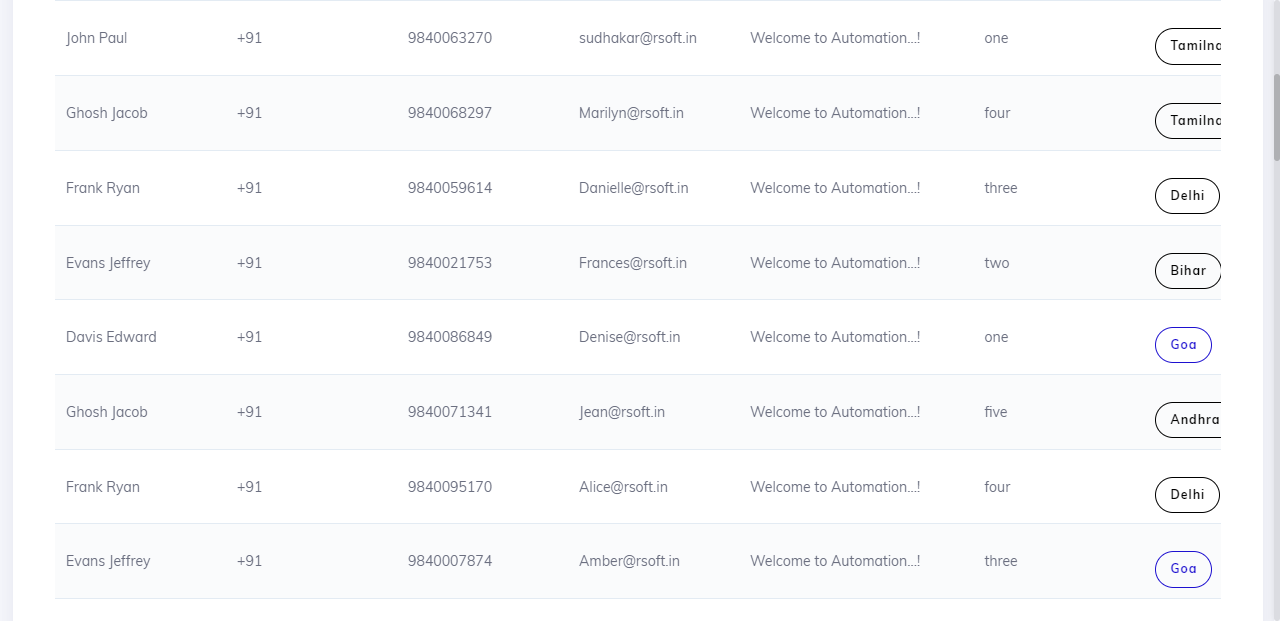 John Paul +91 9840063270 sudhakar@rsoft.in Welcome to Automation...! one Tamilna
Ghosh Jacob +91 9840068297 Marilyn@rsoft.in Welcome to Automation...! four Tamilna
Frank Ryan +91 9840059614 Danielle@rsoft.in Welcome to Automation...! three Delhi
Evans Jeffrey +91 9840021753 Frances@rsoft.in Welcome to Automation...! two Bihar
Davis Edward +91 9840086849 Denise@rsoft.in Welcome to Automation...! one Goa
Ghosh Jacob +91 9840071341 Jean@rsoft.in Welcome to Automation...! five Andhra
Frank Ryan +91 9840095170 Alice@rsoft.in Welcome to Automation...! four Delhi
Evans Jeffrey +91 9840007874 Amber@rsoft.in Welcome to Automation...! three Goa